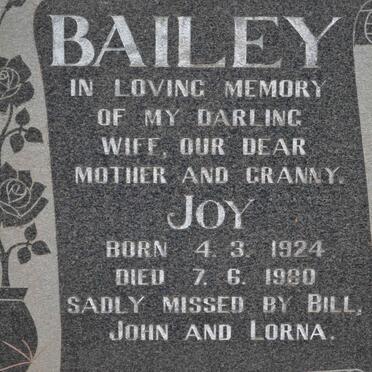 BAILEY
IN LOVING MEMORY
OF MY DARLING
WIFE, OUR DEAR
MOTHER AND GRANNY.
JOY
BORN 4. 3. 1924
DIED 7. 6. 1980
SADLY MISSED BY BILL,
JOHN AND LORNA.